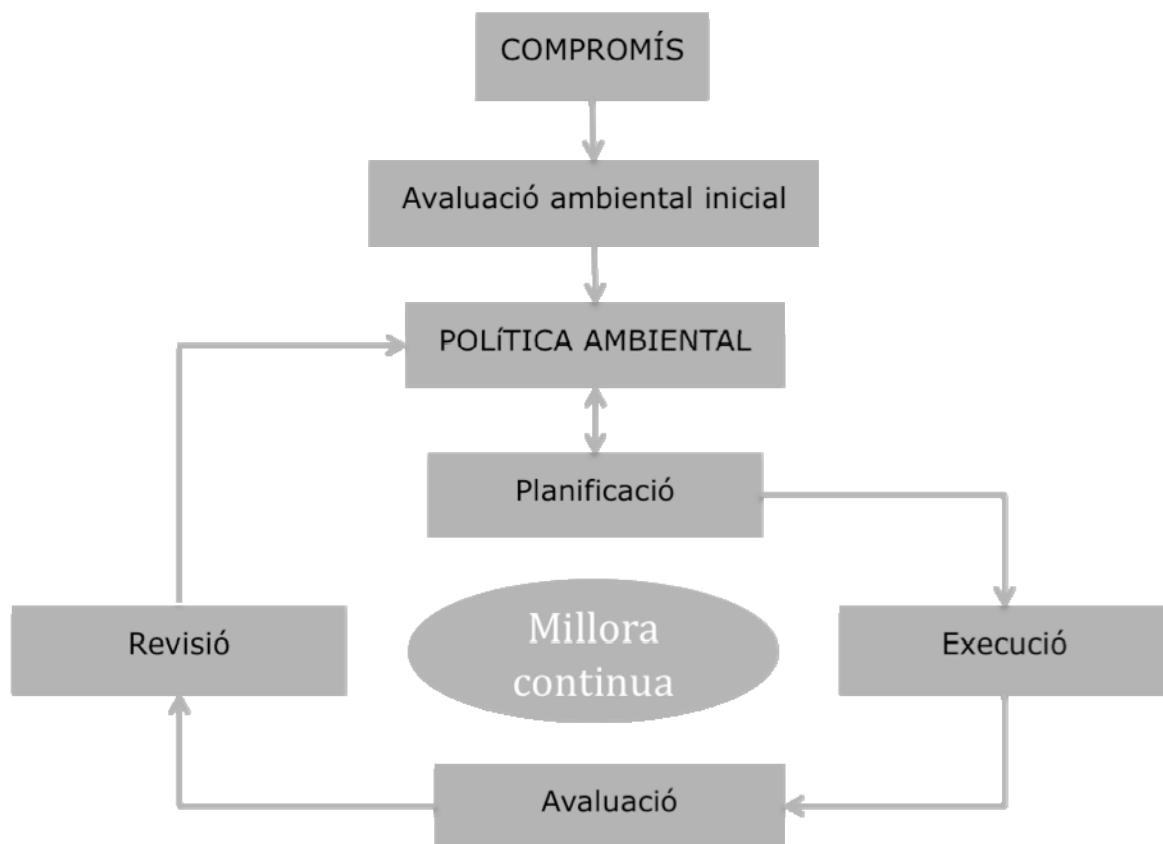 COMPROMÍS
Avaluació ambiental inicial
POLíTICA AMBIENTAL
Planificació
Revisió
Millora
continua
Execució
Avaluació